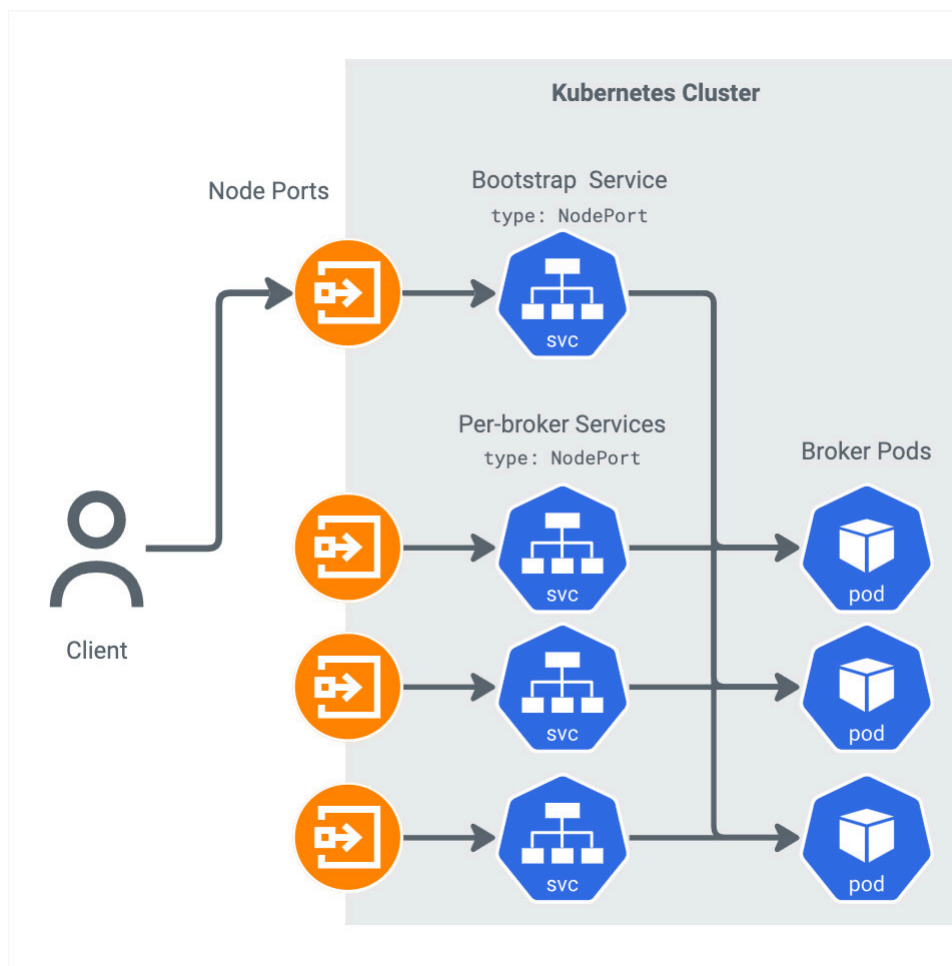 Kubernetes Cluster
Node Ports
Bootstrap Service
type: NodePort
svc
Per-broker Services
type: NodePort
Broker Pods
svc
pod
Client
svc
pod
svc
pod